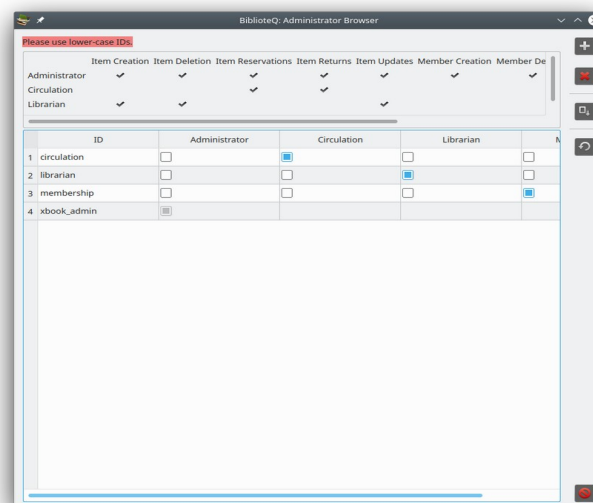 BiblioteQ: Administrator Browser
Please use lower-case IDs.
Item Creation Item Deletion Item Reservations Item Returns Item Updates Member Creation Member De
Administrator
Circulation
Librarian
ID Administrator Circulation Librarian M
1 circulation
2 librarian
3 membership
4 xbook_admin